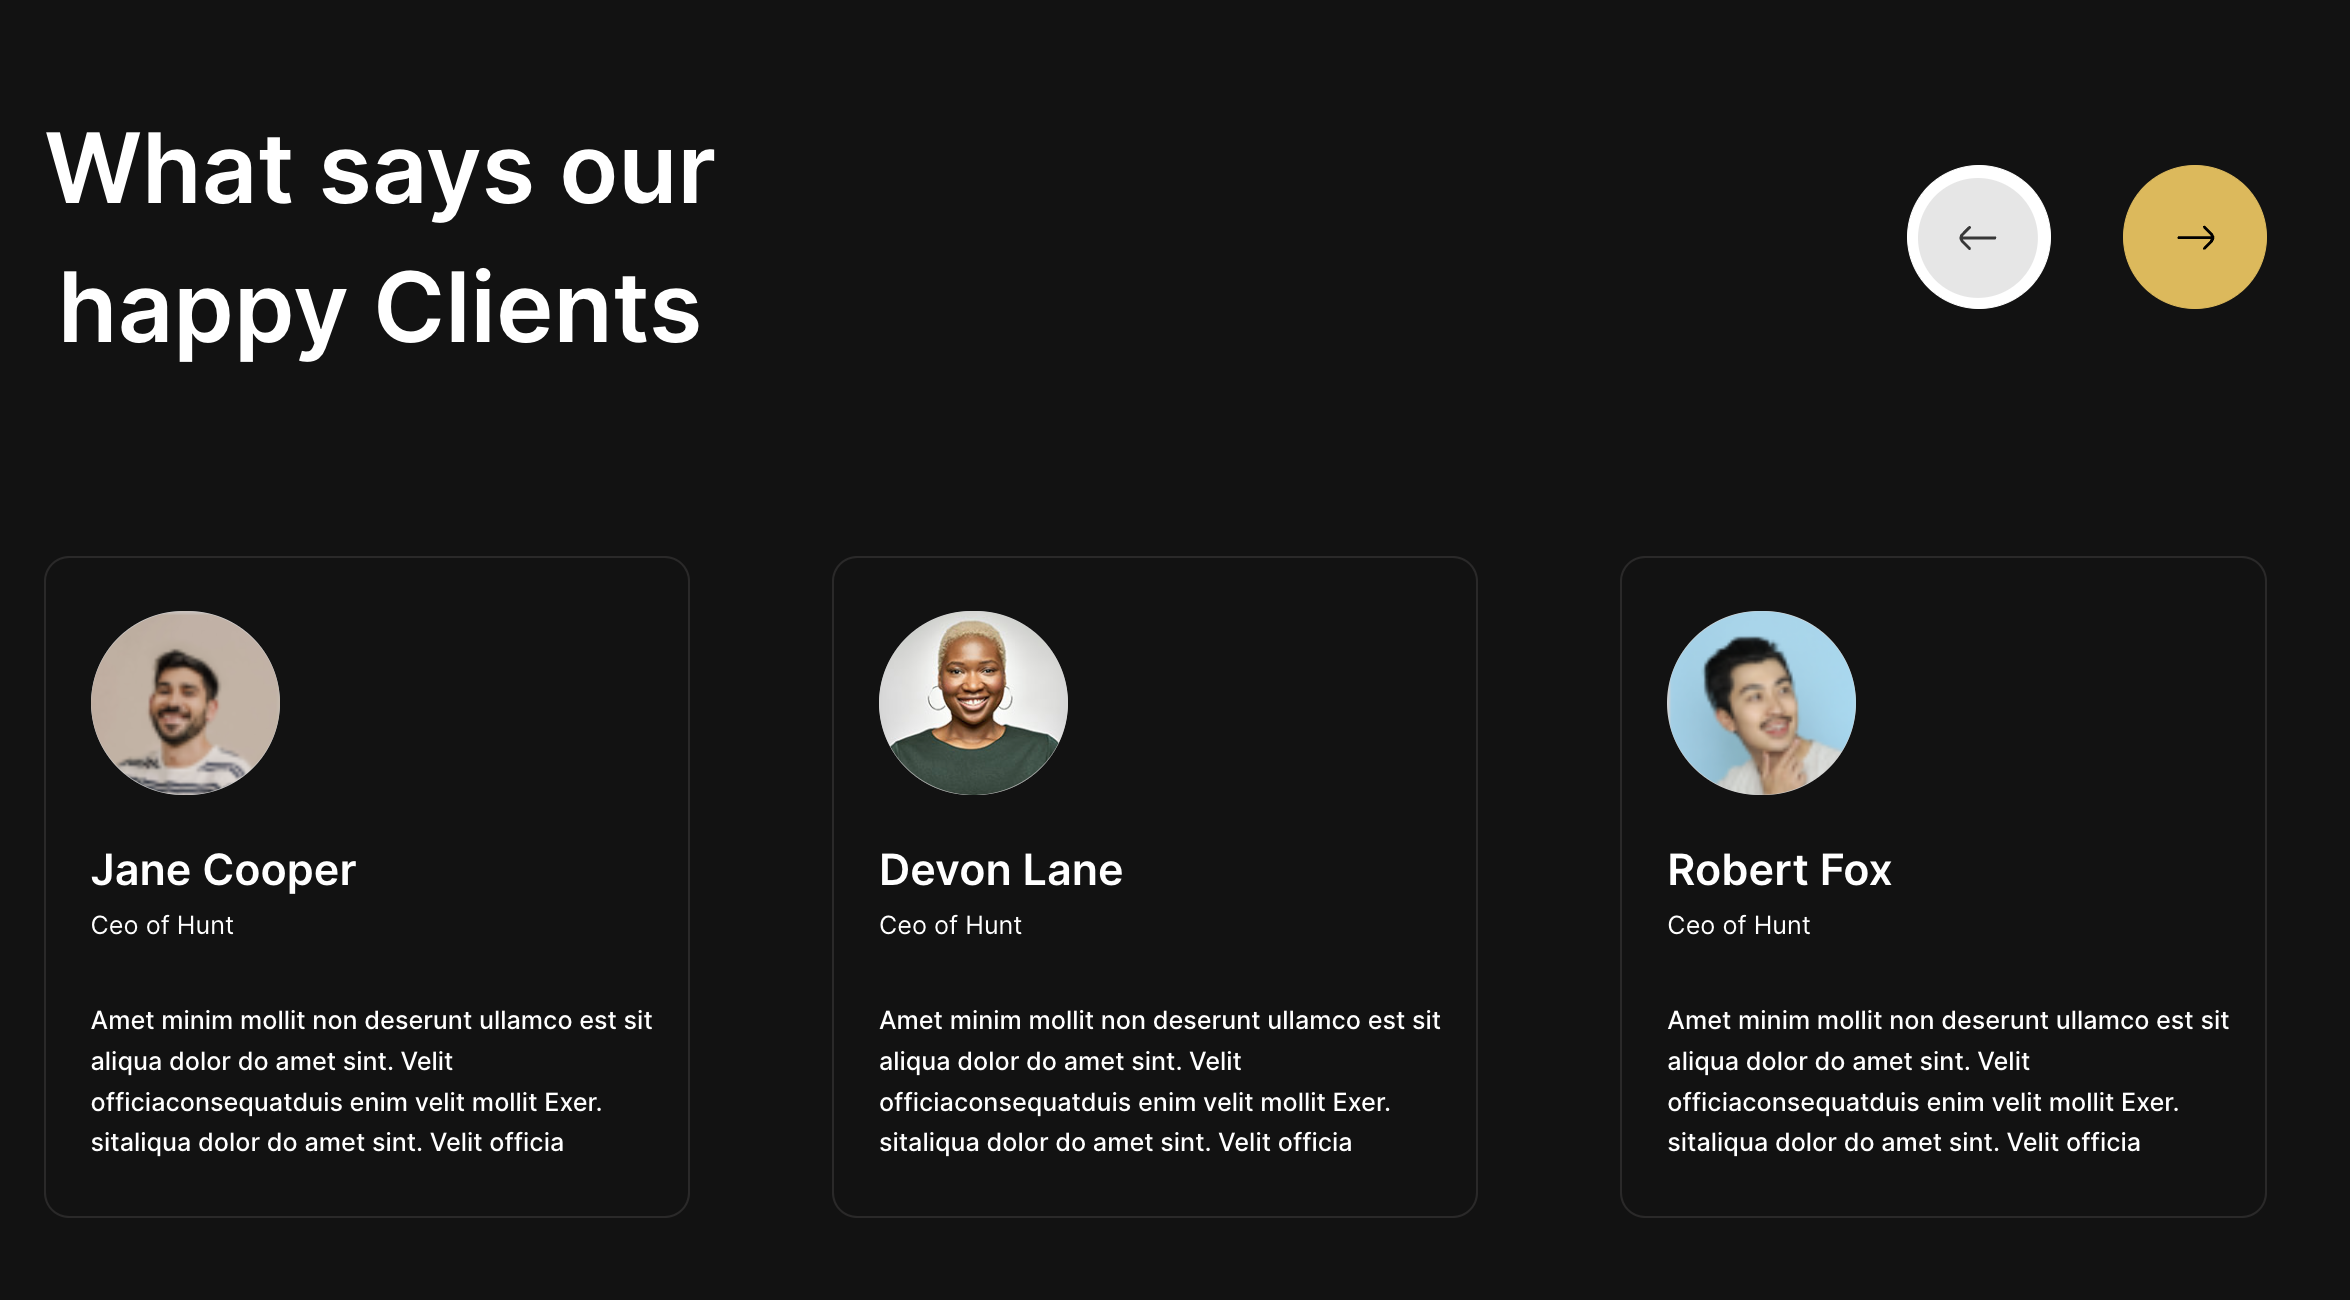 What says our
happy Clients
Jane Cooper
Ceo of Hunt
Amet minim mollit non deserunt ullamco est sit
aliqua dolor do amet sint. Velit
officiaconsequatduis enim velit mollit Exer.
sitaliqua dolor do amet sint. Velit officia
Devon Lane
Ceo of Hunt
Amet minim mollit non deserunt ullamco est sit
aliqua dolor do amet sint. Velit
officiaconsequatduis enim velit mollit Exer.
sitaliqua dolor do amet sint. Velit officia
Robert Fox
Ceo of Hunt
Amet minim mollit non deserunt ullamco est sit
aliqua dolor do amet sint. Velit
officiaconsequatduis enim velit mollit Exer.
sitaliqua dolor do amet sint. Velit officia